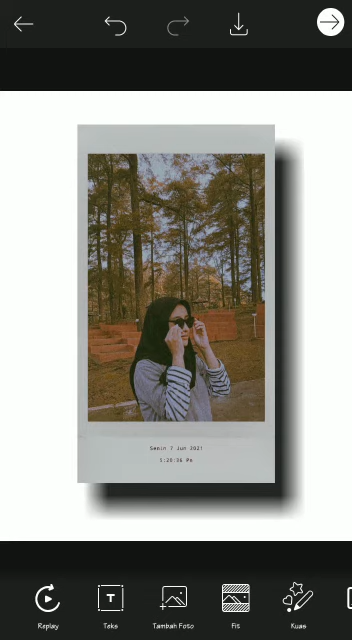 Senin 7 Jun 2021
5:20:36 Pm
Replay
Teks
Tambah Foto
Fit
Kuas